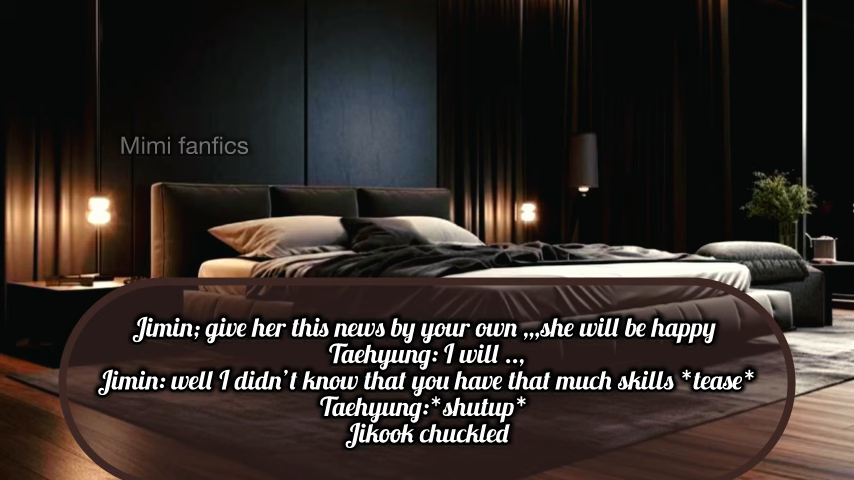 Mimi fanfics
Jimin; give her this news by your own ,,,she will be happy
Taehyung: I will ..,
Jimin: well I didn't know that you have that much skills *tease*
Taehyung:*shutup*
Jikook chuckled